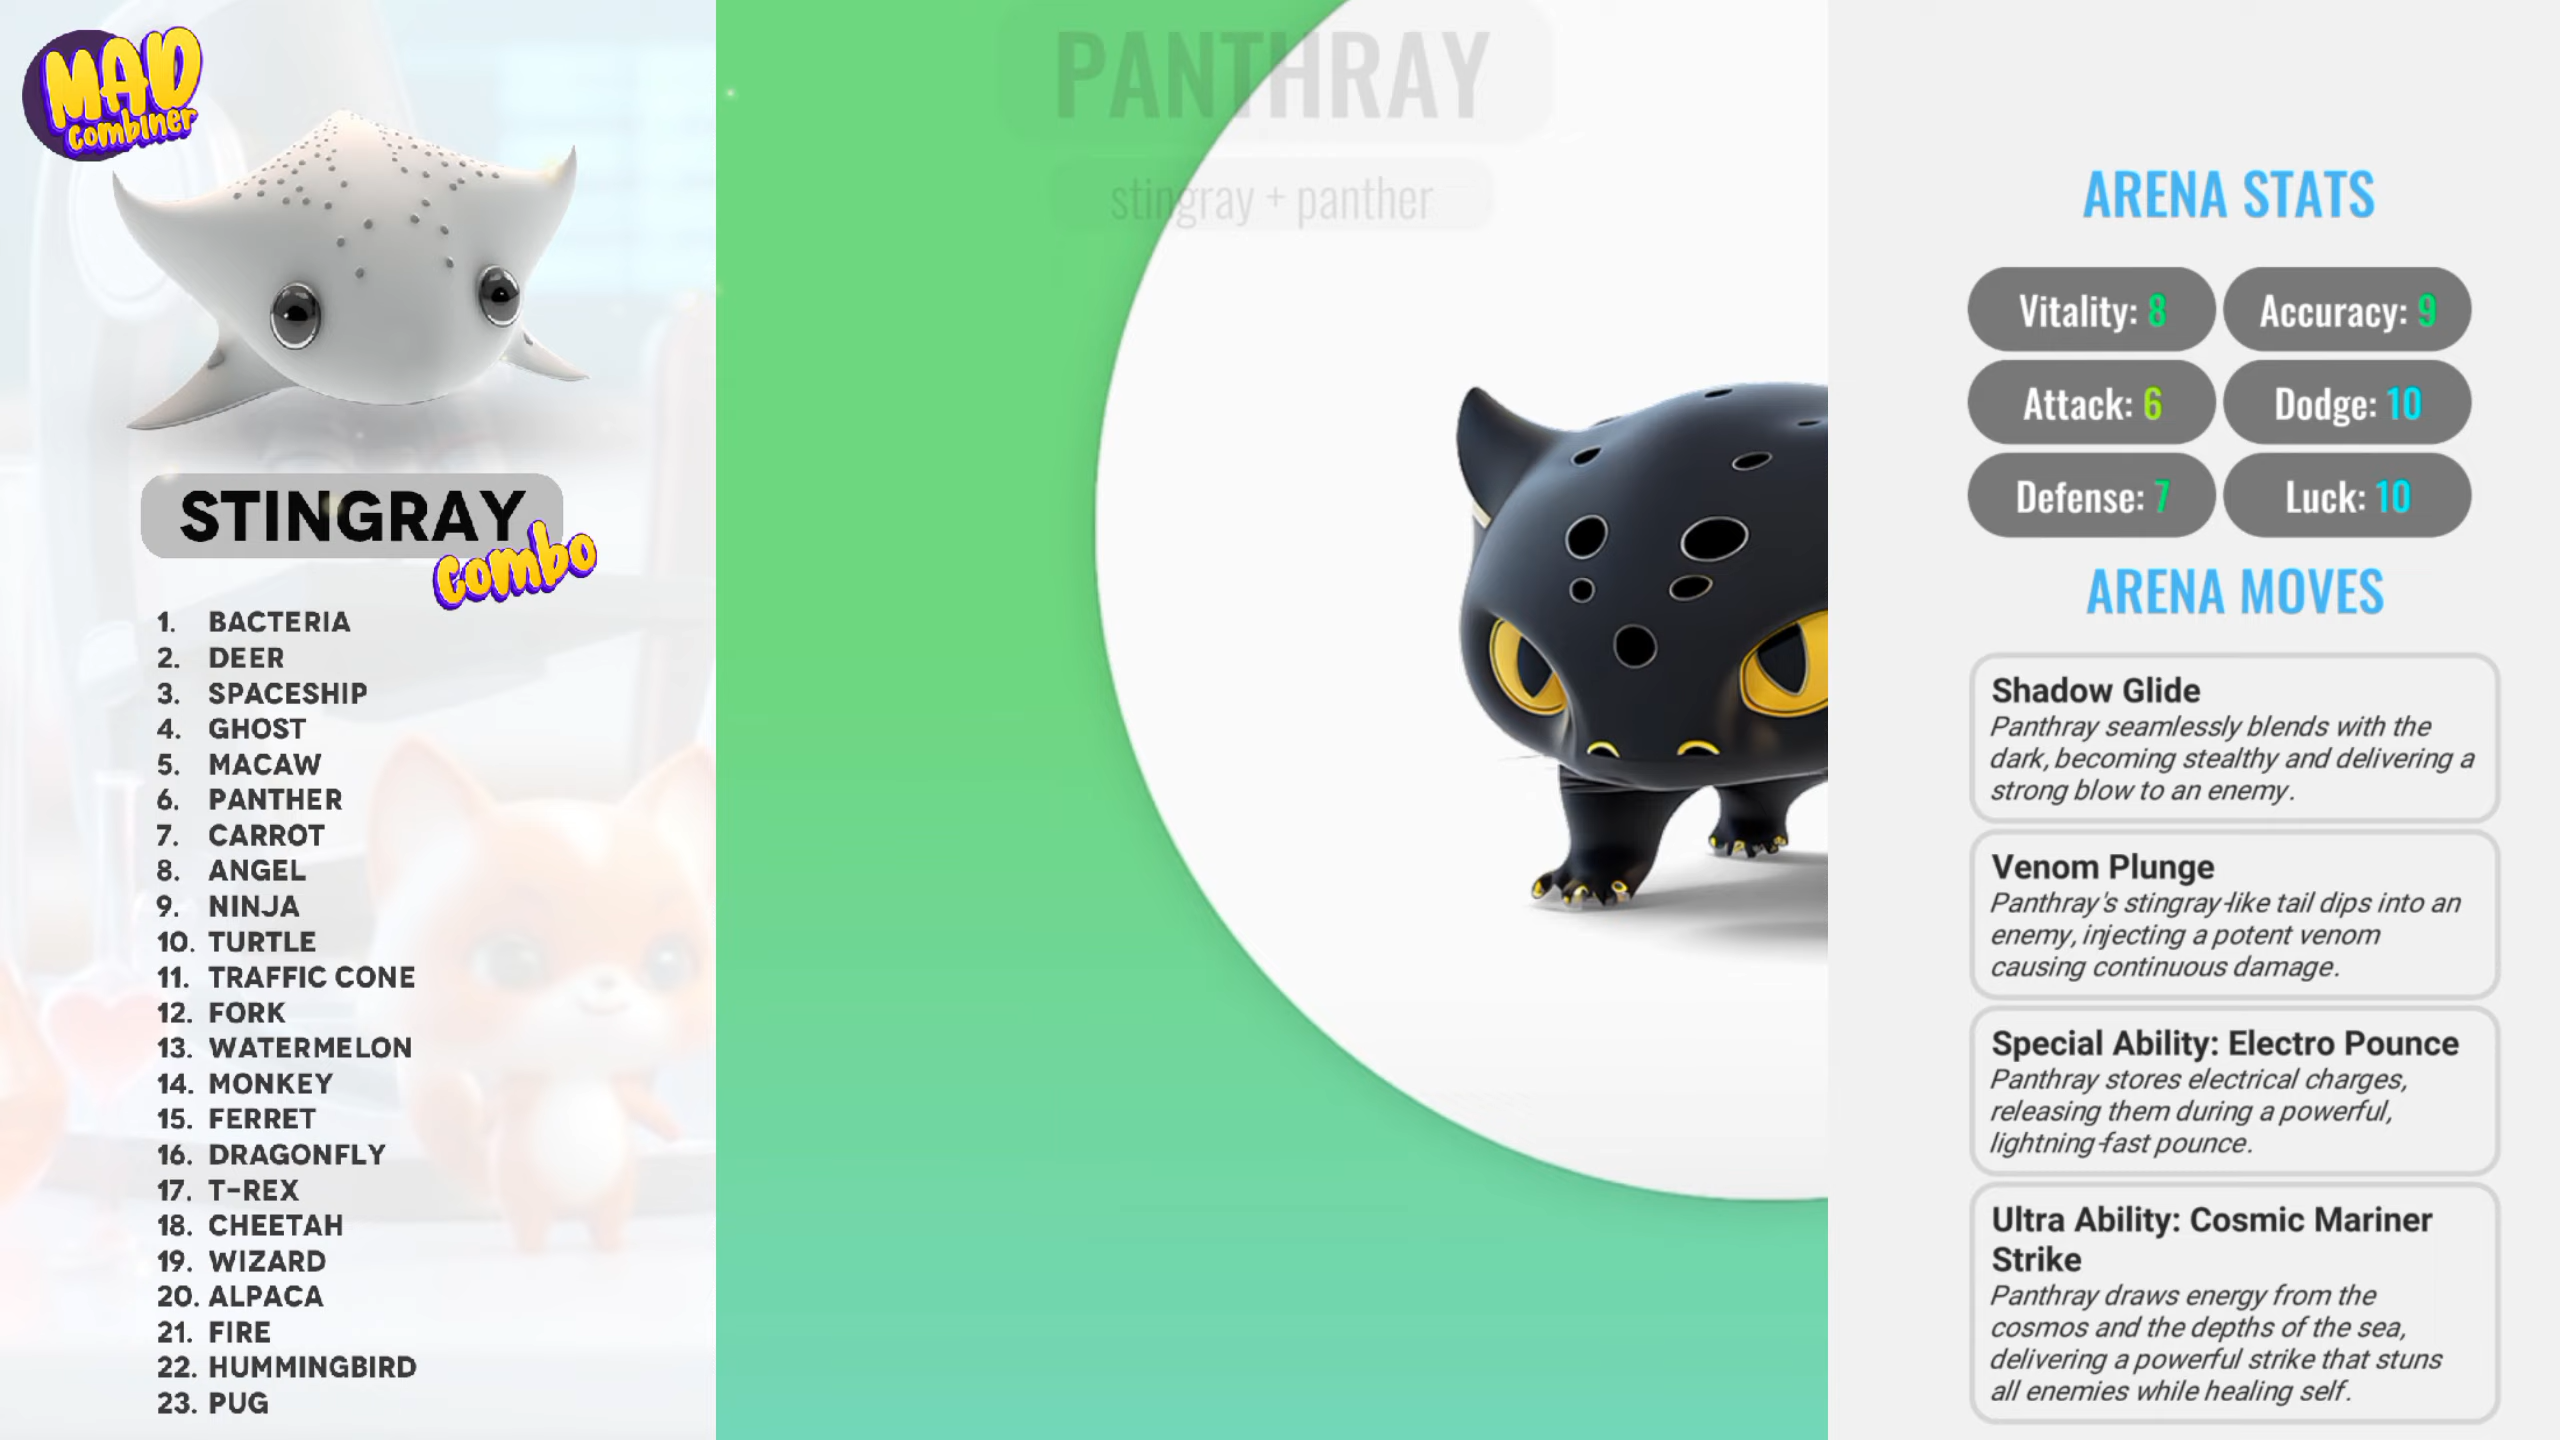 MAD
Combiner
STINGRAY
Combo
1. BACTERIA
2. DEER
3. SPACESHIP
4. GHOST
5. MACAW
6. PANTHER
7. CARROT
8. ANGEL
9. NINJA
10. TURTLE
11. TRAFFIC CONE
12. FORK
13. WATERMELON
14. MONKEY
15. FERRET
16. DRAGONFLY
17. T-REX
18. CHEETAH
19. WIZARD
20. ALPACA
21. FIRE
22. HUMMINGBIRD
23. PUG
PANTHRAY
stingray + panther
ARENA STATS
Vitality: 8
Accuracy: 9
Attack: 6
Dodge: 10
Defense: 7
Luck: 10
ARENA MOVES
Shadow Glide
Panthray seamlessly blends with the
dark, becoming stealthy and delivering a
strong blow to an enemy.
Venom Plunge
Panthray's stingray-like tail dips into an
enemy, injecting a potent venom
causing continuous damage.
Special Ability: Electro Pounce
Panthray stores electrical charges,
releasing them during a powerful,
lightning-fast pounce.
Ultra Ability: Cosmic Mariner
Strike
Panthray draws energy from the
cosmos and the depths of the sea,
delivering a powerful strike that stuns
all enemies while healing self.